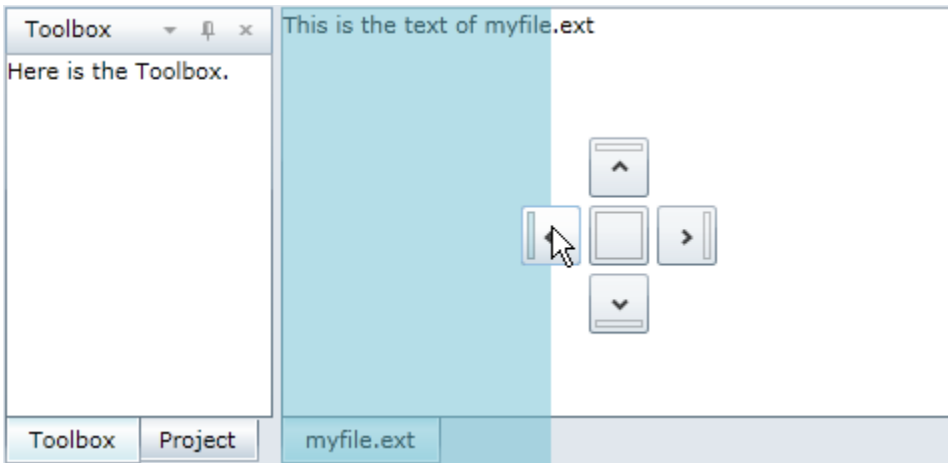 Toolbox
Here is the Toolbox.
Toolbox
Project
This is the text of myfile.ext
myfile.ext